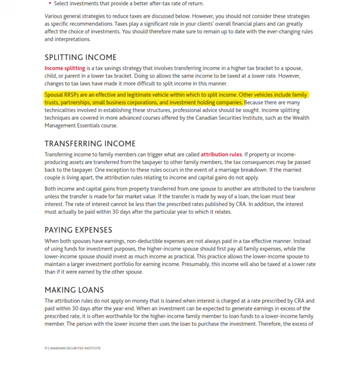 • Select investments that provide a better after-tax rate of return.
Various general strategies to reduce taxes are discussed below. However, you should not consider these strategies
as specific recommendations. Taxes play a significant role in your clients' overall financial plans and can greatly
affect the choice of investments. You should therefore make sure to remain up to date with the ever-changing rules
and interpretations.
SPLITTING INCOME
Income splitting is a tax savings strategy that involves transferring income in a higher tax bracket to a spouse,
child, or parent in a lower tax bracket. Doing so allows the same income to be taxed at a lower rate. However,
changes to tax laws have made it more difficult to split income in this manner.
Spousal RRSPs are an effective and legitimate vehicle within which to split income. Other vehicles include family
trusts, partnerships, small business corporations, and investment holding companies. Because there are many
technicalities involved in establishing these structures, professional advice should be sought. Income splitting
techniques are covered in more advanced courses offered by the Canadian Securities Institute, such as the Wealth
Management Essentials course.
TRANSFERRING INCOME
Transferring income to family members can trigger what are called attribution rules. If property or income-
producing assets are transferred from the taxpayer to other family members, the tax consequences may be passed
back to the taxpayer. One exception to these rules occurs in the event of a marriage breakdown. If the married
couple is living apart, the attribution rules relating to income and capital gains do not apply.
Both income and capital gains from property transferred from one spouse to another are attributed to the transferor
unless the transfer is made for fair market value. If the transfer is made by way of a loan, the loan must bear
interest. The rate of interest cannot be less than the prescribed rates published by CRA. In addition, the interest
must actually be paid within 30 days after the particular year to which it relates.
PAYING EXPENSES
When both spouses have earnings, non-deductible expenses are not always paid in a tax effective manner. Instead
of using funds for investment purposes, the higher-income spouse should first pay all family expenses, while the
lower-income spouse should invest as much income as practical. This practice allows the lower-income spouse to
maintain a larger investment portfolio for earning income. Presumably, this income will also be taxed at a lower rate
than if it were earned by the other spouse.
MAKING LOANS
The attribution rules do not apply on money that is loaned when interest is charged at a rate prescribed by CRA and
paid within 30 days after the year-end. When an investment can be expected to generate earnings in excess of the
prescribed rate, it is often worthwhile for the higher-income family member to loan funds to a lower-income family
member. The person with the lower income then uses the loan to purchase the investment. Therefore, the excess of
© CANADIAN SECURITIES INSTITUTE